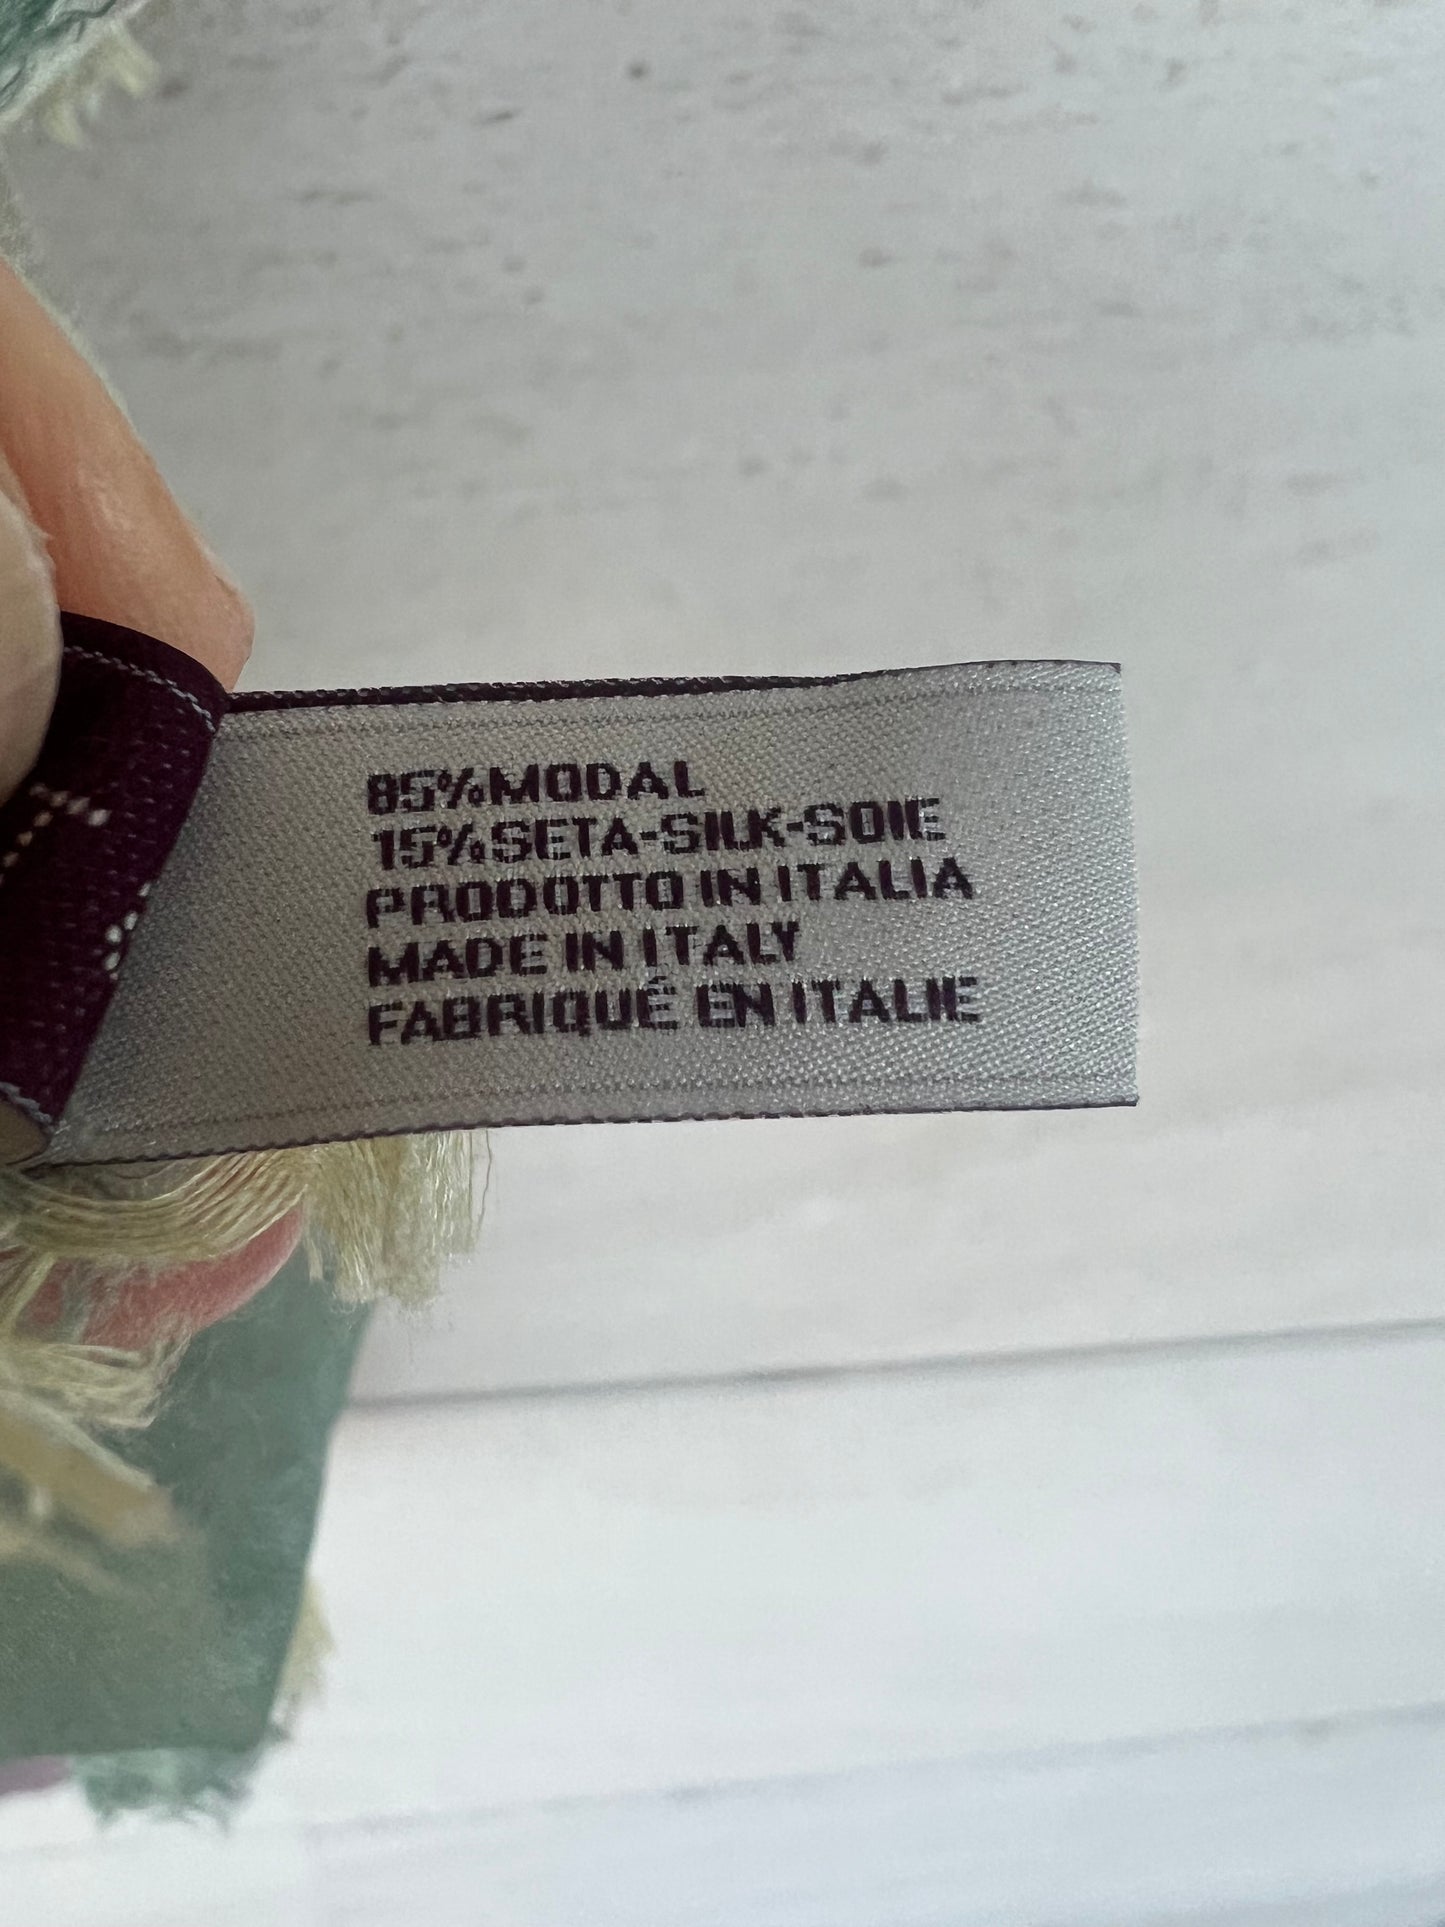 85%MODAL
15%SETA-SILK-SOIE
PRODOTTO IN ITALIA
MADE IN ITALY
FABRIQUÉ EN ITALIE